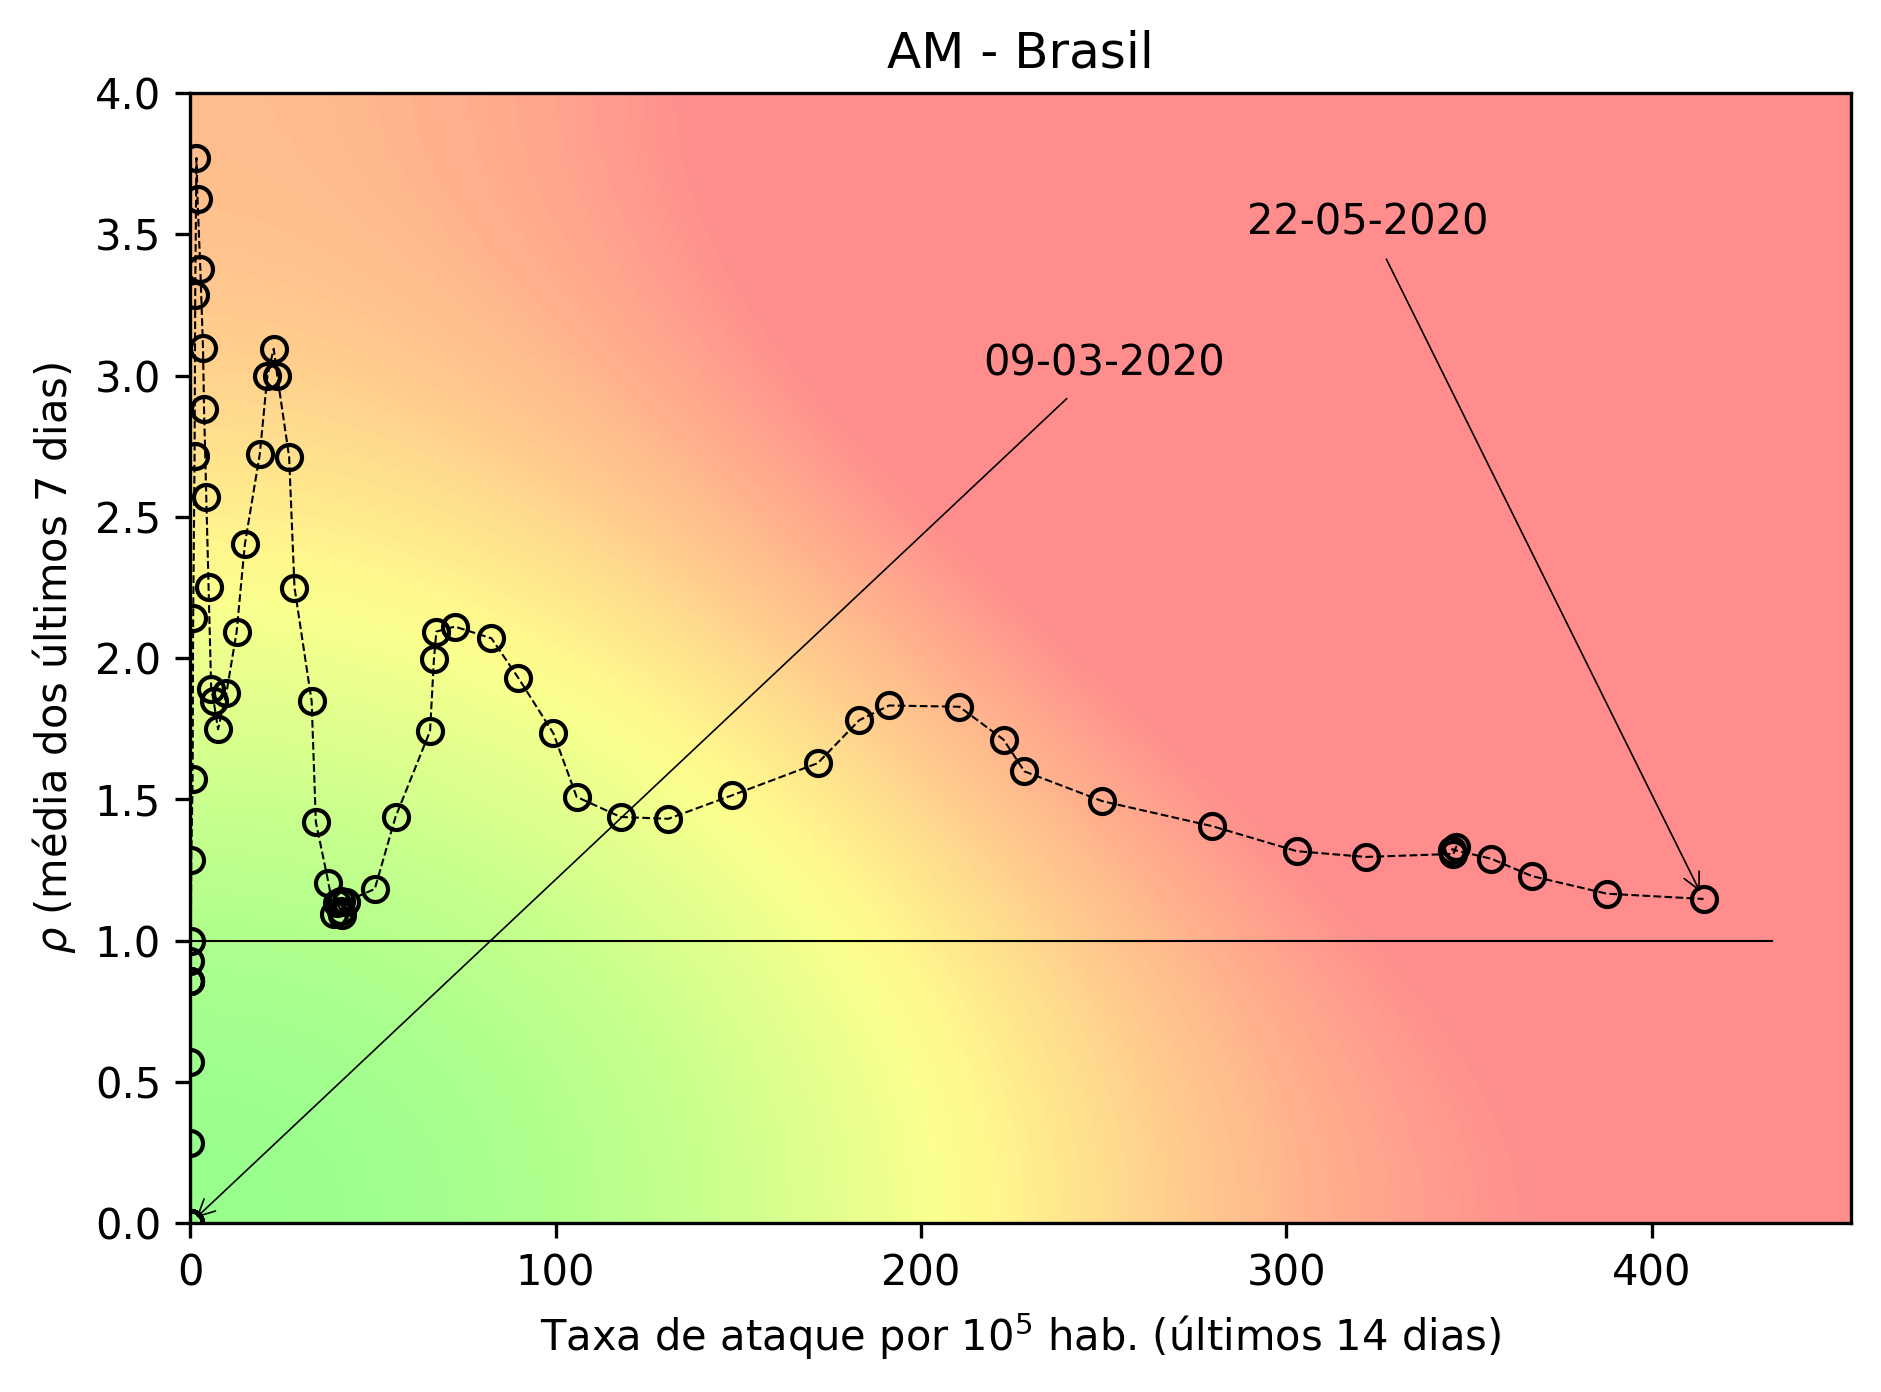 AM - Brasil
4.0
3.5
3.0
2.5
2.0
1.5
1.0
0.5
0.0
ρ (média dos últimos 7 dias)
22-05-2020
09-03-2020
0 100 200 300 400
Taxa de ataque por 10⁵ hab. (últimos 14 dias)